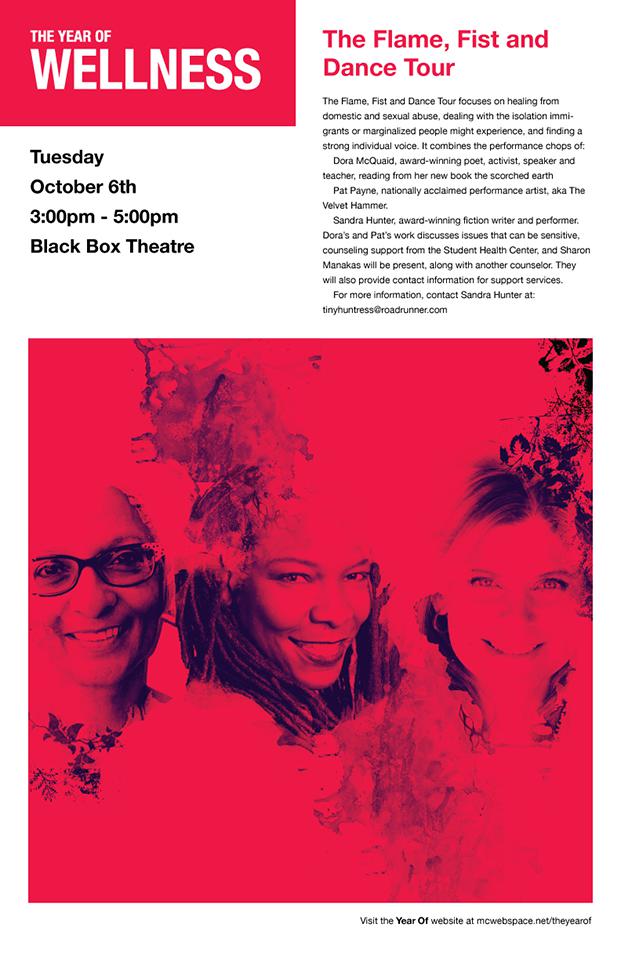 THE YEAR OF
WELLNESS
Tuesday
October 6th
3:00pm - 5:00pm
Black Box Theatre
The Flame, Fist and
Dance Tour
The Flame, Fist and Dance Tour focuses on healing from
domestic and sexual abuse, dealing with the isolation immi-
grants or marginalized people might experience, and finding a
strong individual voice. It combines the performance chops of:
Dora McQuaid, award-winning poet, activist, speaker and
teacher, reading from her new book the scorched earth
Pat Payne, nationally acclaimed performance artist, aka The
Velvet Hammer.
Sandra Hunter, award-winning fiction writer and performer.
Dora's and Pat's work discusses issues that can be sensitive,
counseling support from the Student Health Center, and Sharon
Manakas will be present, along with another counselor. They
will also provide contact information for support services.
For more information, contact Sandra Hunter at:
tinyhuntress@roadrunner.com
Visit the Year Of website at mcwebspace.net/theyearof